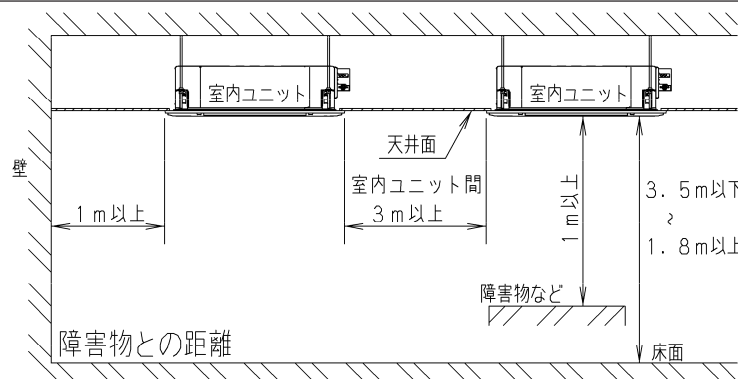 室内ユニット
室内ユニット
天井面
壁
室内ユニット間
1m以上
3m以上
1m以上
3.5m以下
~
1.8m以上
障害物など
障害物との距離
床面